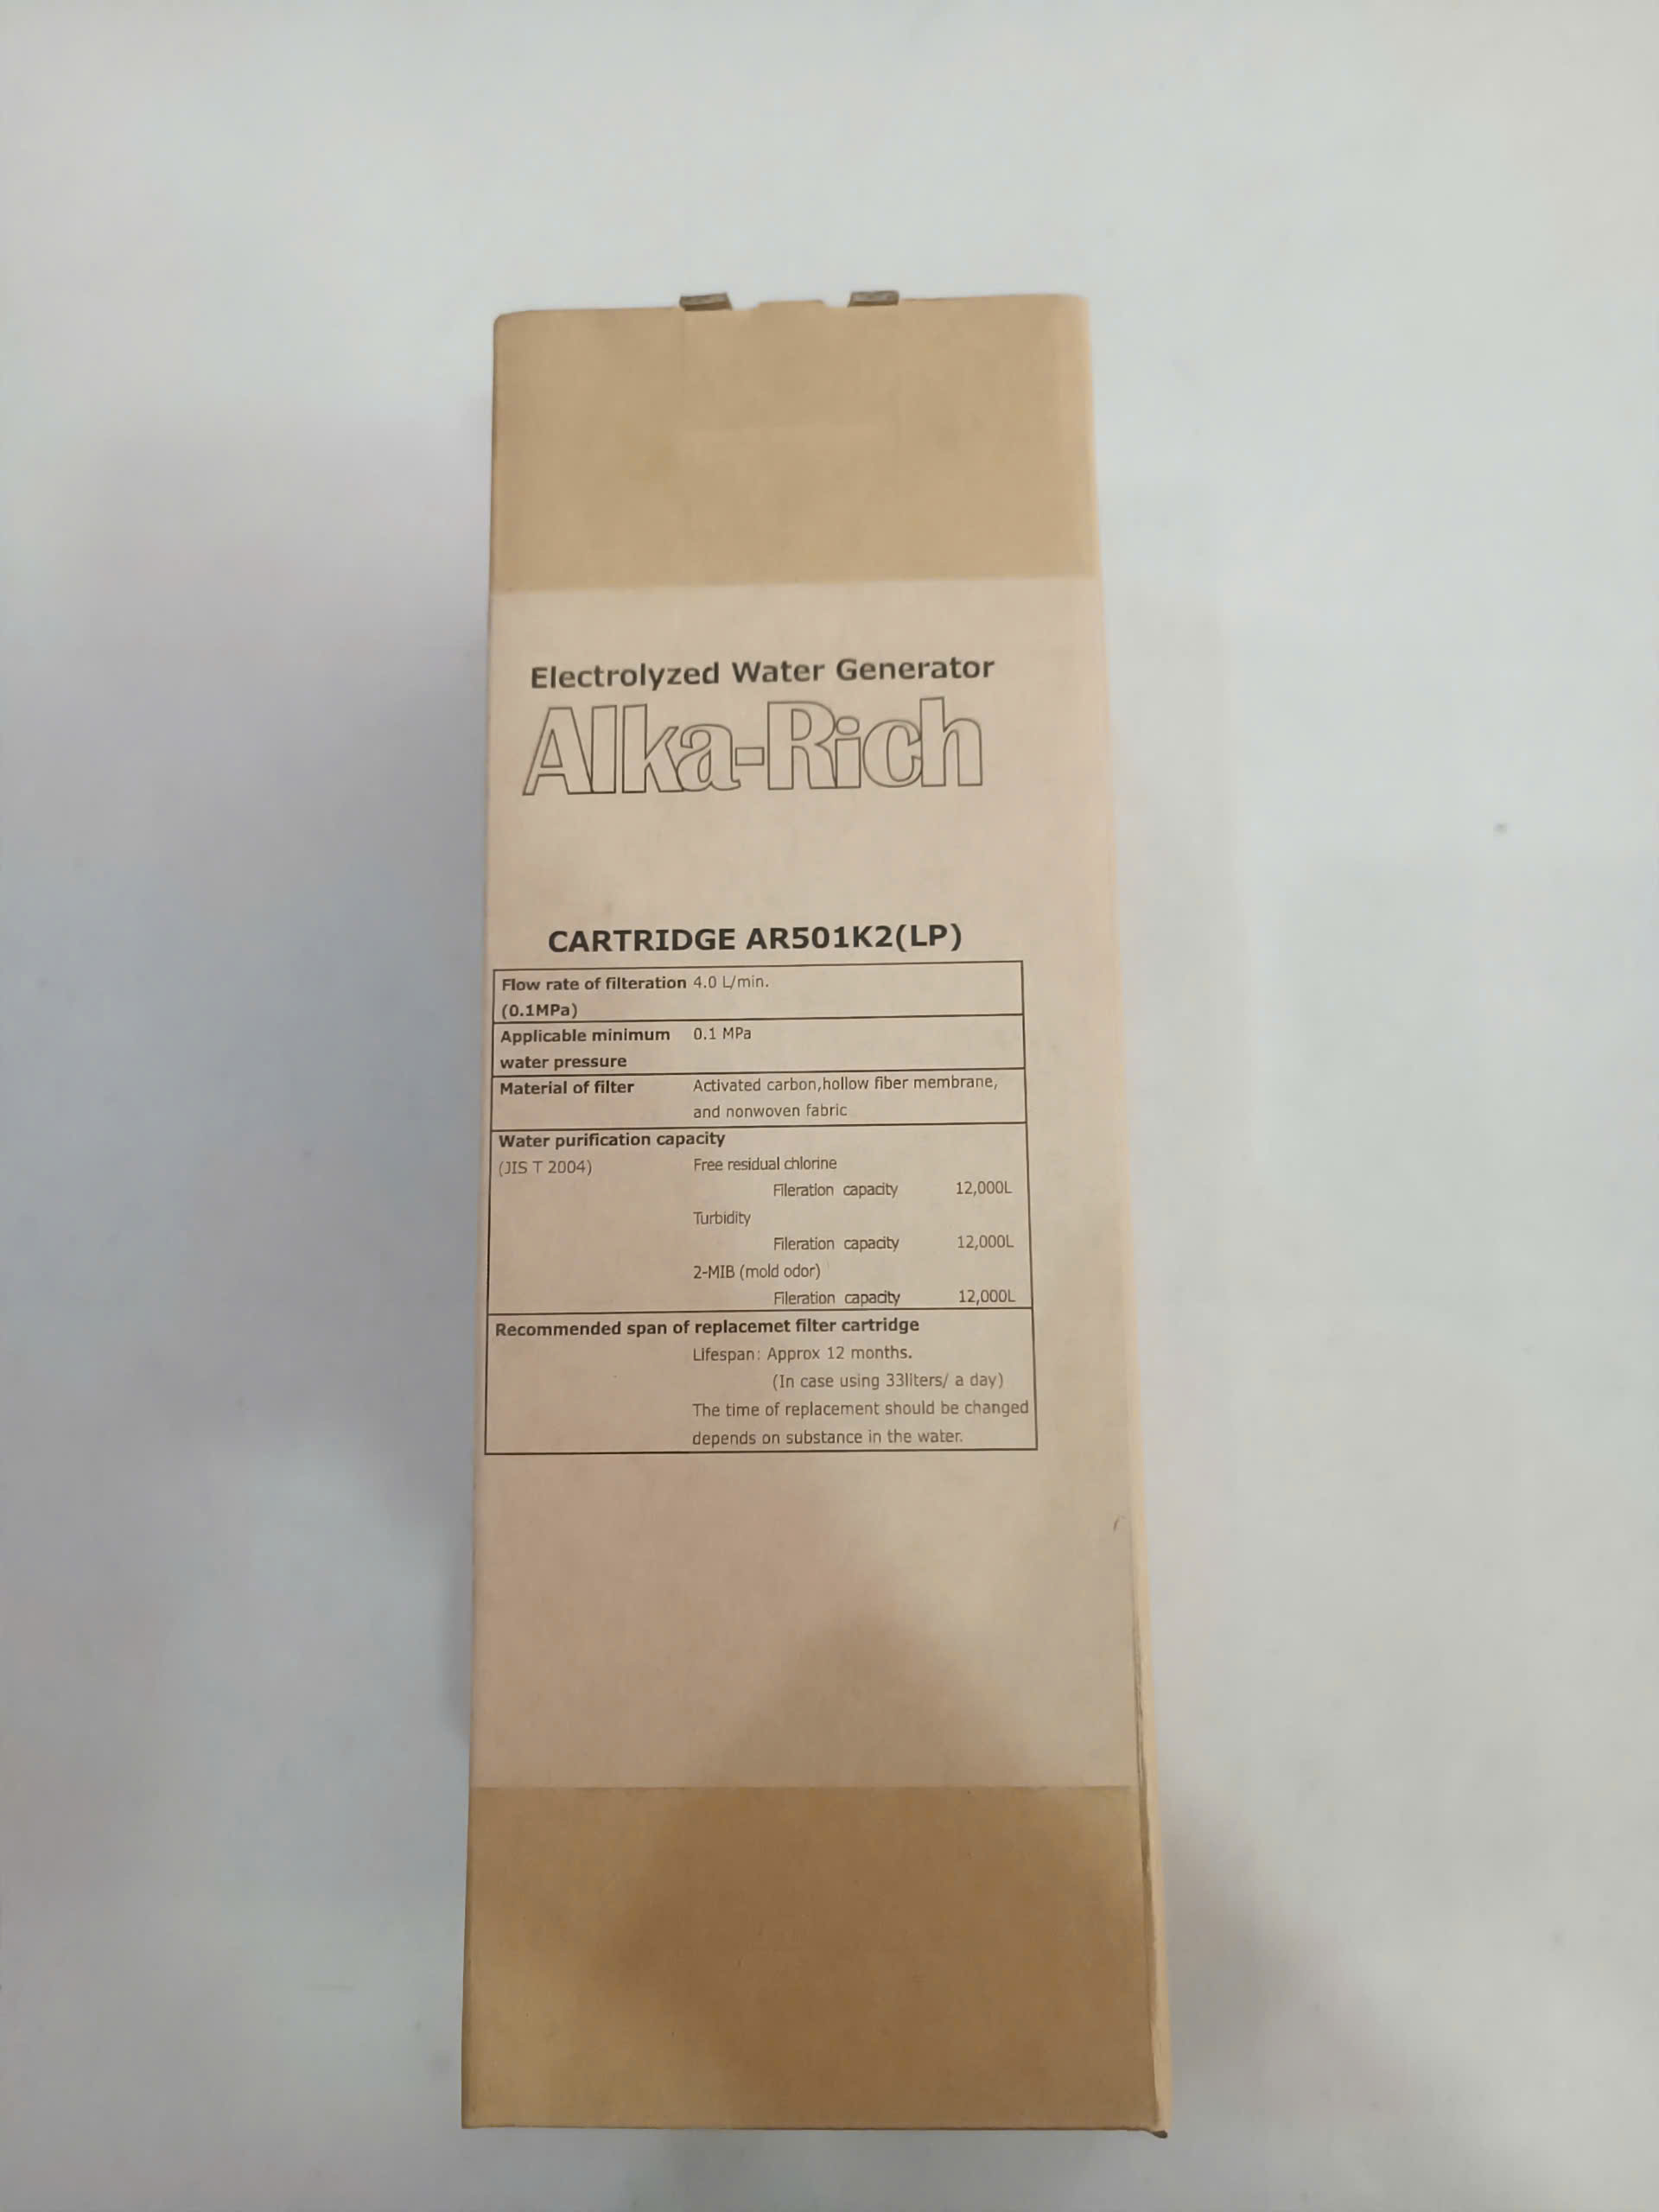 Electrolyzed Water Generator
Alka-Rich
CARTRIDGE AR501K2(LP)
Flow rate of filteration 4.0 L/min.
(0.1MPa)
Applicable minimum 0.1 MPa
water pressure
Material of filter Activated carbon,hollow fiber membrane,
and nonwoven fabric
Water purification capacity
(JIS T 2004) Free residual chlorine
Fileration capacity 12,000L
Turbidity
Fileration capacity 12,000L
2-MIB (mold odor)
Fileration capacity 12,000L
Recommended span of replacemet filter cartridge
Lifespan: Approx 12 months.
(In case using 33liters/ a day)
The time of replacement should be changed
depends on substance in the water.